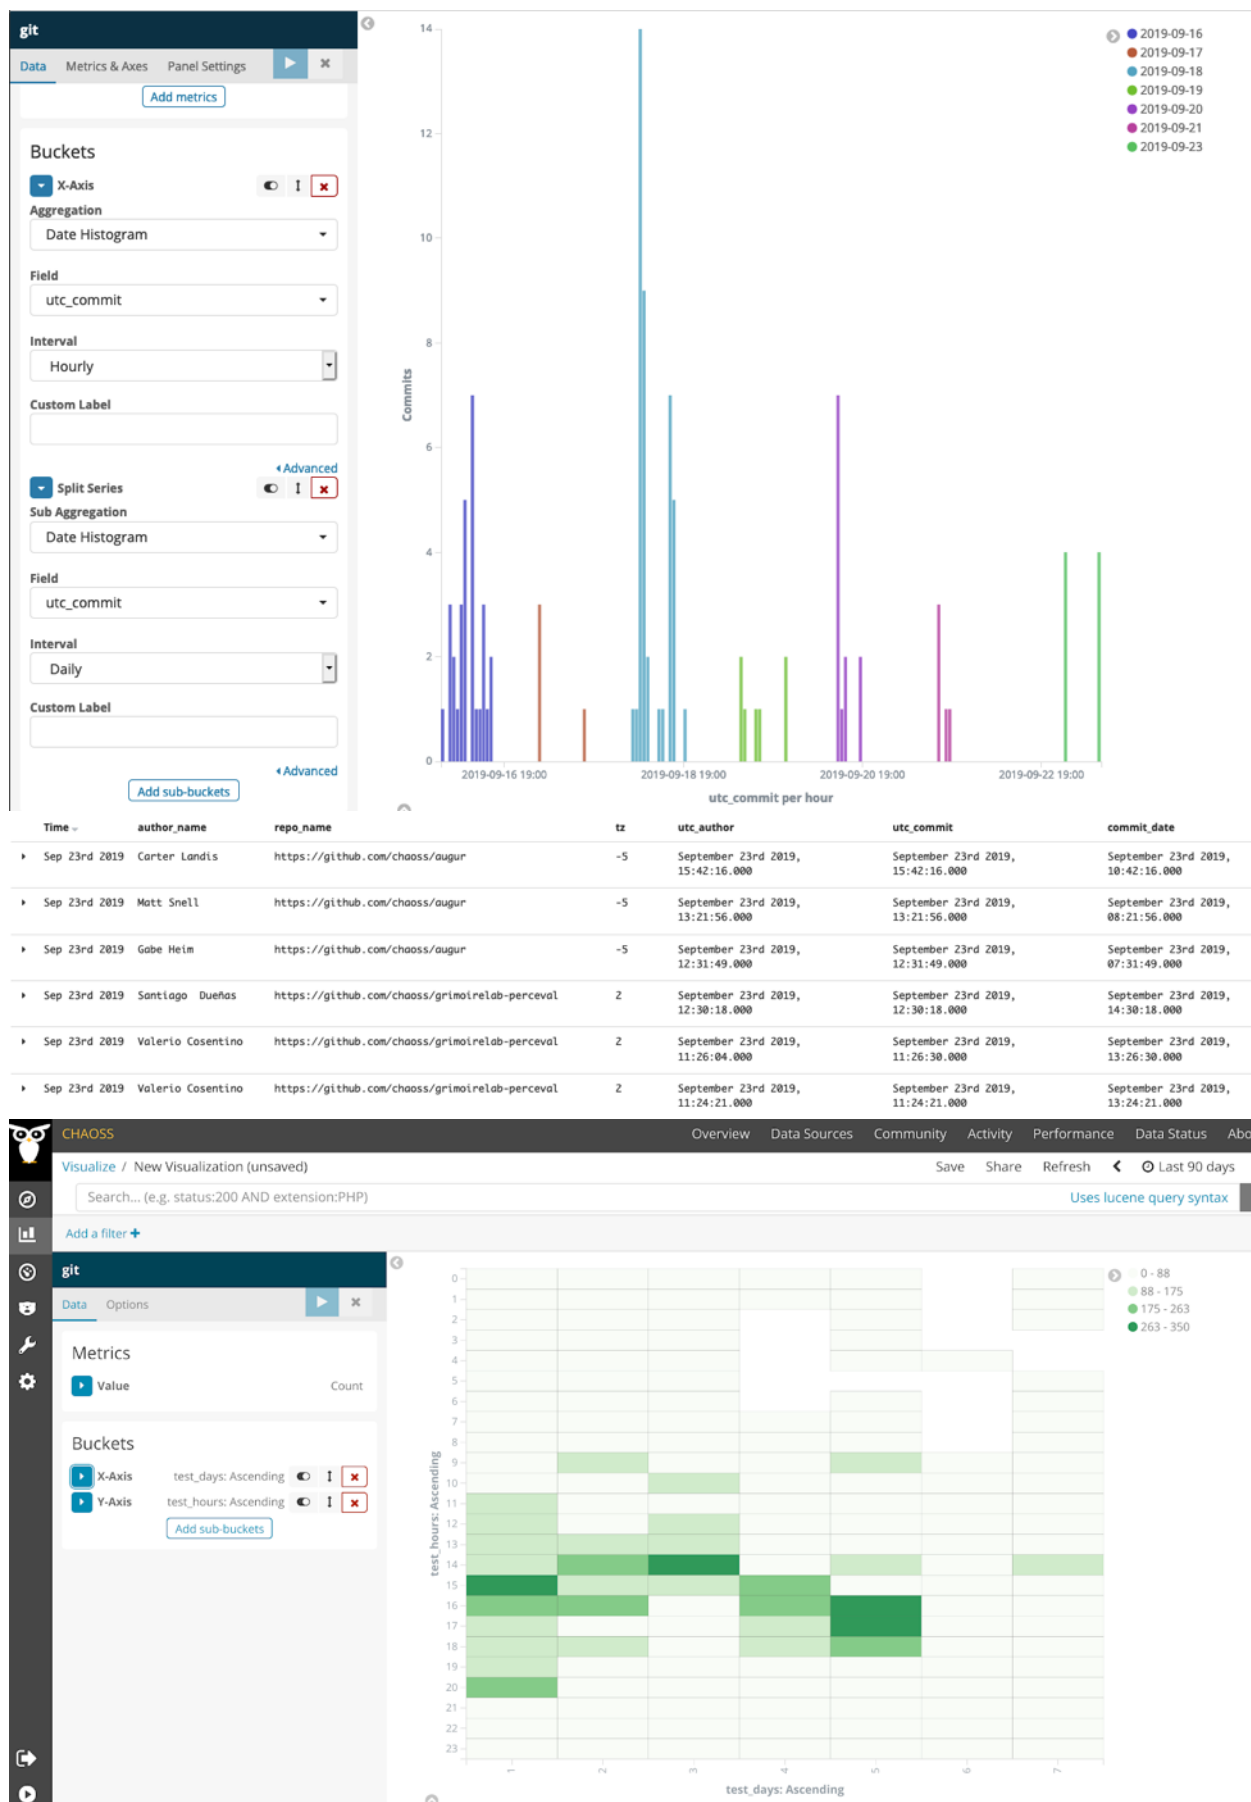 git
Data Metrics & Axes Panel Settings
Add metrics
Buckets
X-Axis
Aggregation
Date Histogram
Field
utc_commit
Interval
Hourly
Custom Label
Advanced
Split Series
Sub Aggregation
Date Histogram
Field
utc_commit
Interval
Daily
Custom Label
Advanced
Add sub-buckets
14
12
10
8
6
4
2
0
Commits
2019-09-16 19:00 2019-09-18 19:00 2019-09-20 19:00 2019-09-22 19:00
utc_commit per hour
2019-09-16
2019-09-17
2019-09-18
2019-09-19
2019-09-20
2019-09-21
2019-09-23
Time author_name repo_name tz utc_author utc_commit commit_date
Sep 23rd 2019 Carter Landis https://github.com/chaoss/augur -5 September 23rd 2019, September 23rd 2019, September 23rd 2019,
15:42:16.000 15:42:16.000 10:42:16.000
Sep 23rd 2019 Matt Snell https://github.com/chaoss/augur -5 September 23rd 2019, September 23rd 2019, September 23rd 2019,
13:21:56.000 13:21:56.000 08:21:56.000
Sep 23rd 2019 Gabe Heim https://github.com/chaoss/augur -5 September 23rd 2019, September 23rd 2019, September 23rd 2019,
12:31:49.000 12:31:49.000 07:31:49.000
Sep 23rd 2019 Santiago Dueñas https://github.com/chaoss/grimoirelab-perceval 2 September 23rd 2019, September 23rd 2019, September 23rd 2019,
12:30:18.000 12:30:18.000 14:30:18.000
Sep 23rd 2019 Valerio Cosentino https://github.com/chaoss/grimoirelab-perceval 2 September 23rd 2019, September 23rd 2019, September 23rd 2019,
11:26:04.000 11:26:30.000 13:26:30.000
Sep 23rd 2019 Valerio Cosentino https://github.com/chaoss/grimoirelab-perceval 2 September 23rd 2019, September 23rd 2019, September 23rd 2019,
11:24:21.000 11:24:21.000 13:24:21.000
CHAOSS Overview Data Sources Community Activity Performance Data Status Abo
Visualize / New Visualization (unsaved) Save Share Refresh Last 90 days
Search... (e.g. status:200 AND extension:PHP) Uses lucene query syntax
Add a filter +
git
Data Options
Metrics
Value Count
Buckets
X-Axis test_days: Ascending
Y-Axis test_hours: Ascending
Add sub-buckets
test_hours: Ascending
0
1
2
3
4
5
6
7
8
9
10
11
12
13
14
15
16
17
18
19
20
21
22
23
1 2 3 4 5 6 7
test_days: Ascending
0 - 88
88 - 175
175 - 263
263 - 350